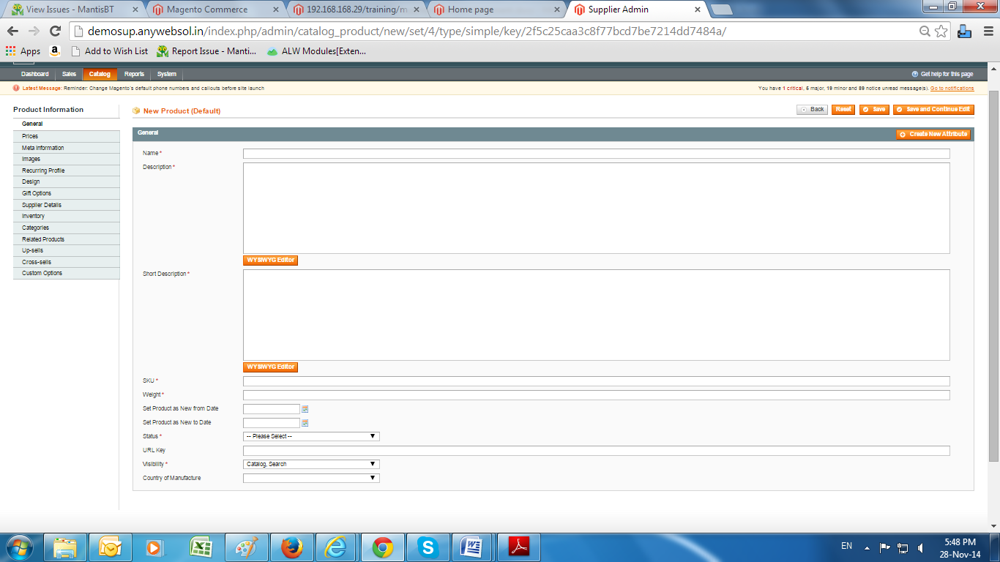 View Issues - MantisBT
Magento Commerce
192.168.168.29/training/m
Home page
Supplier Admin
demosup.anywebsol.in/index.php/admin/catalog_product/new/set/4/type/simple/key/2f5c25caa3c8f77bcd7be7214dd7484a/
Apps
Add to Wish List
Report Issue - Manti...
ALW Modules[Exten...
Dashboard Sales Catalog Reports System
Get help for this page
Latest Message: Reminder: Change Magento's default phone numbers and callouts before site launch
You have 1 critical, 5 major, 19 minor and 89 notice unread message(s). Go to notifications
Product Information
General
Prices
Meta Information
Images
Recurring Profile
Design
Gift Options
Supplier Details
Inventory
Categories
Related Products
Up-sells
Cross-sells
Custom Options
New Product (Default)
Back Reset Save Save and Continue Edit
General
Create New Attribute
Name *
Description *
WYSIWYG Editor
Short Description *
WYSIWYG Editor
SKU *
Weight *
Set Product as New from Date
Set Product as New to Date
Status *
-- Please Select --
URL Key
Visibility *
Catalog, Search
Country of Manufacture
EN
5:48 PM
28-Nov-14